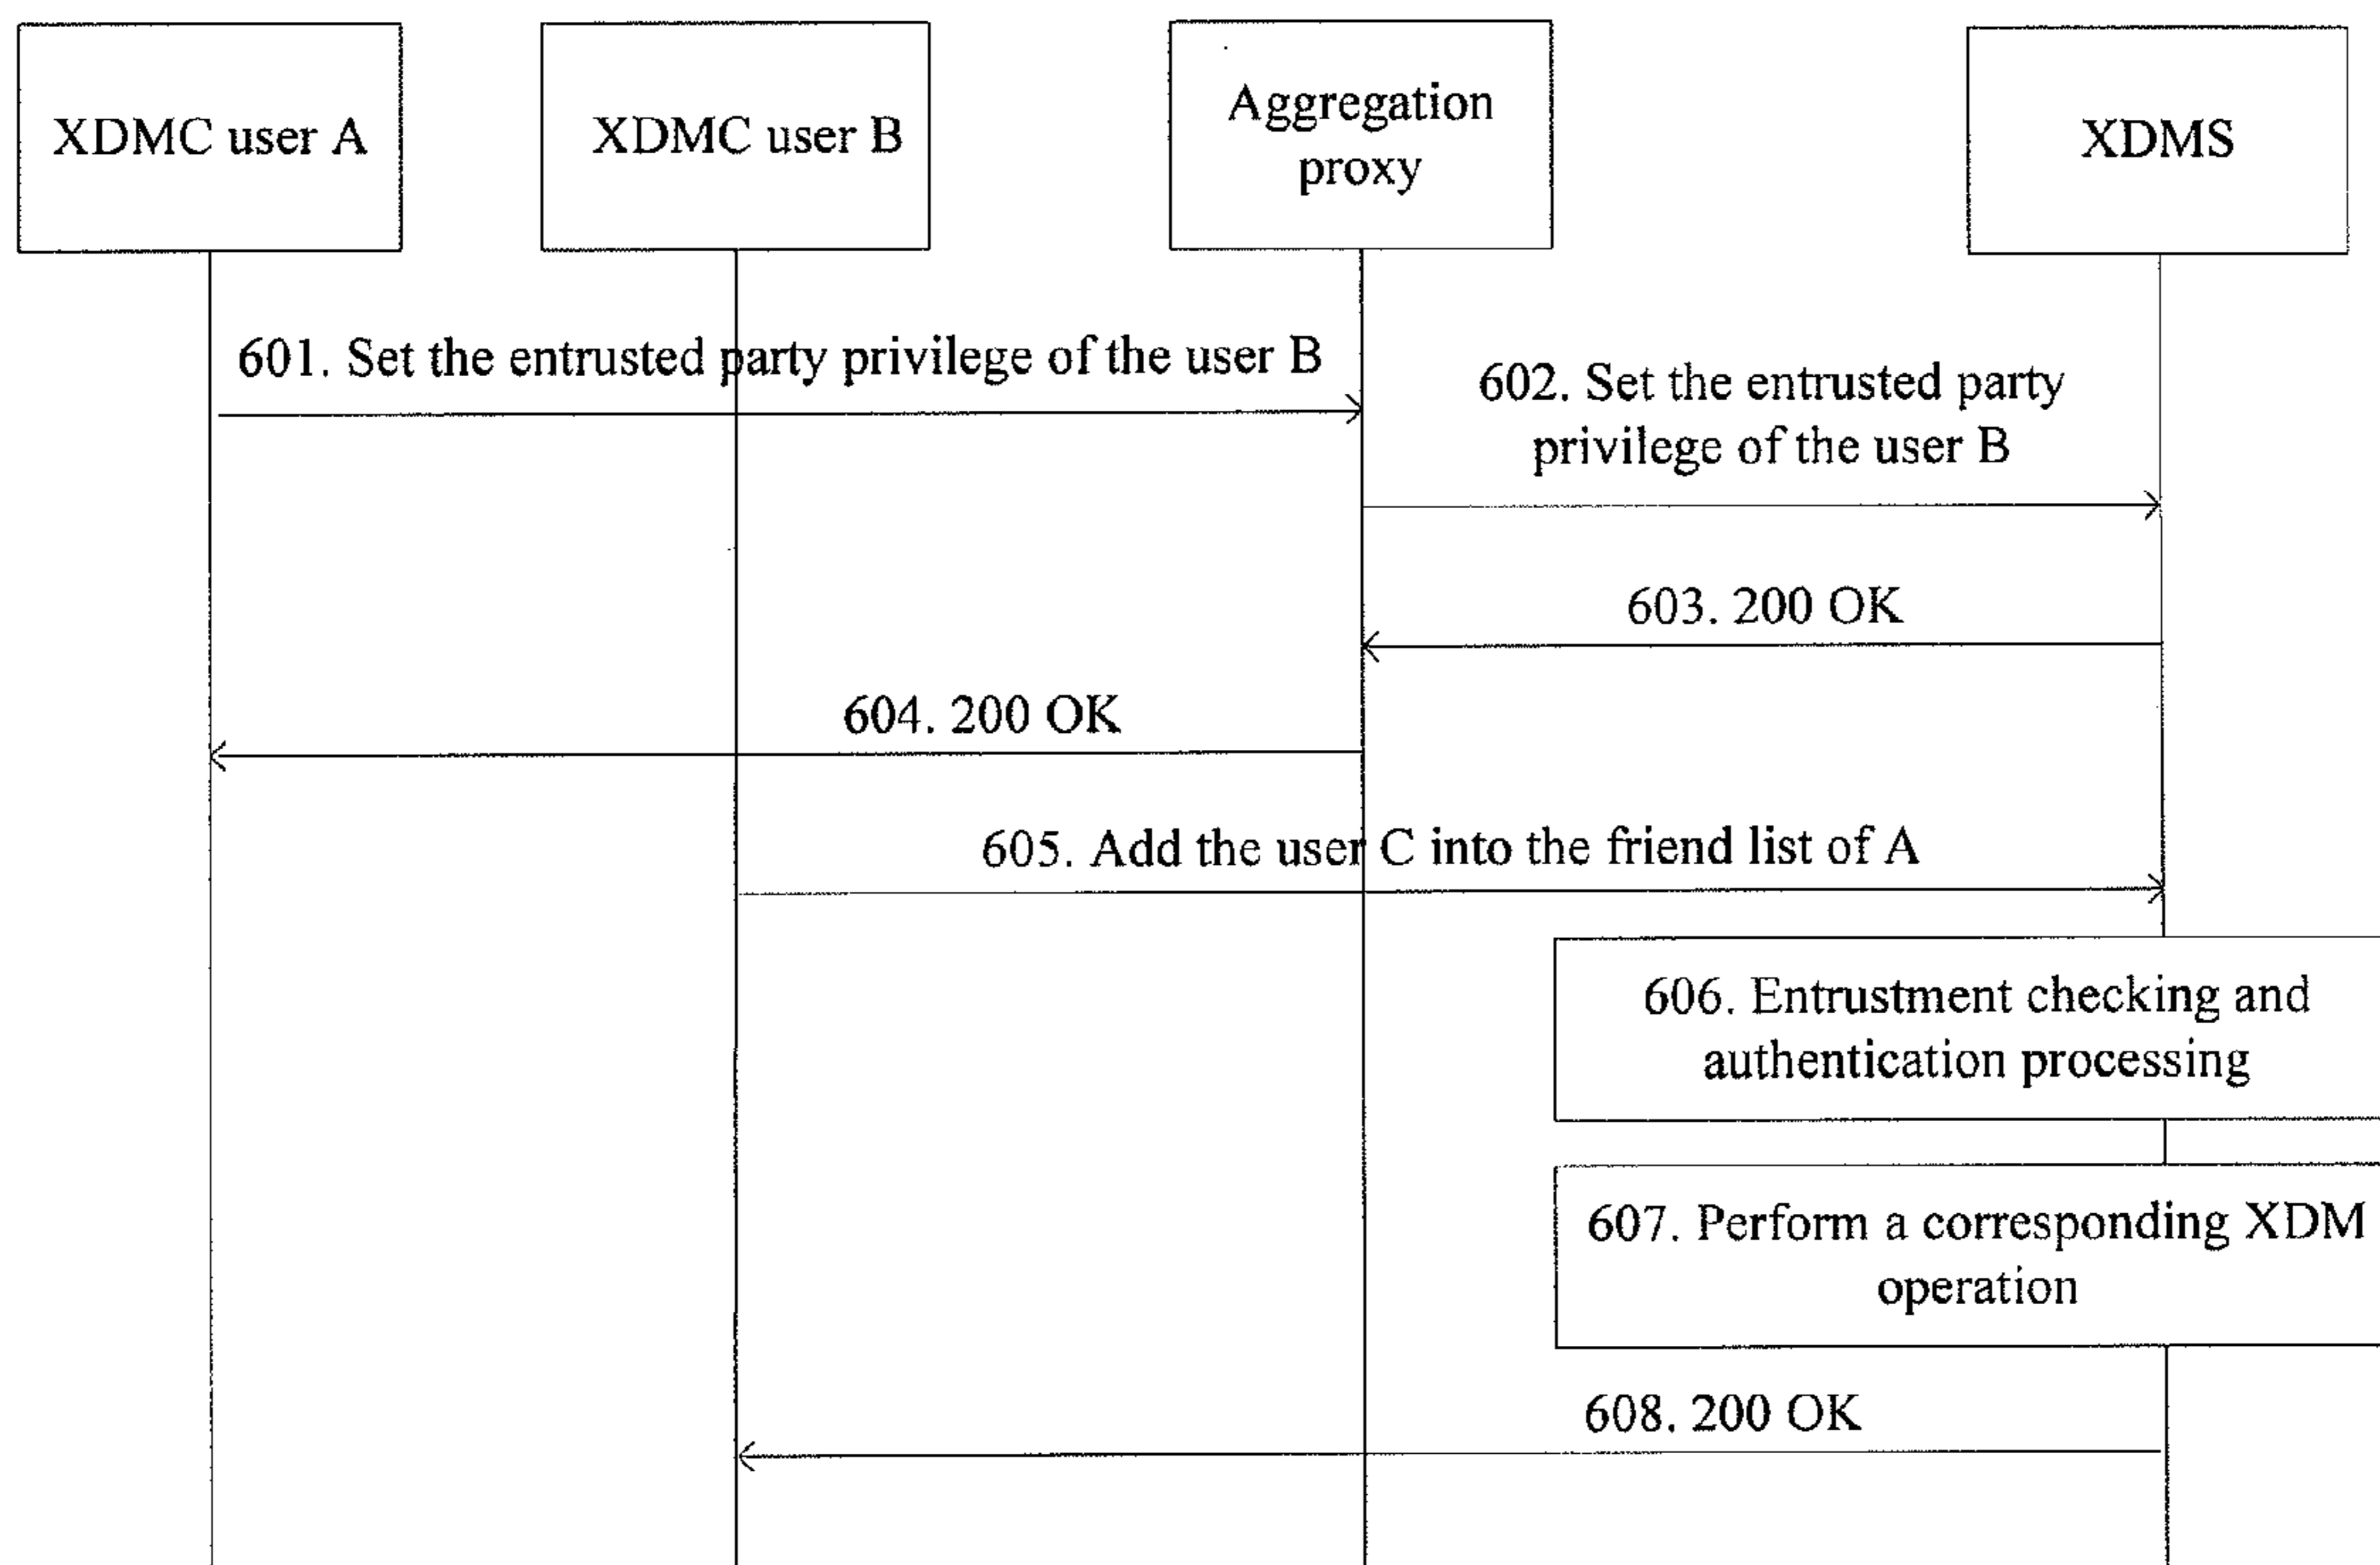 XDMC user A
XDMC user B
Aggregation
proxy
XDMS
601. Set the entrusted party privilege of the user B
602. Set the entrusted party
privilege of the user B
603. 200 OK
604. 200 OK
605. Add the user C into the friend list of A
606. Entrustment checking and
authentication processing
607. Perform a corresponding XDM
operation
608. 200 OK